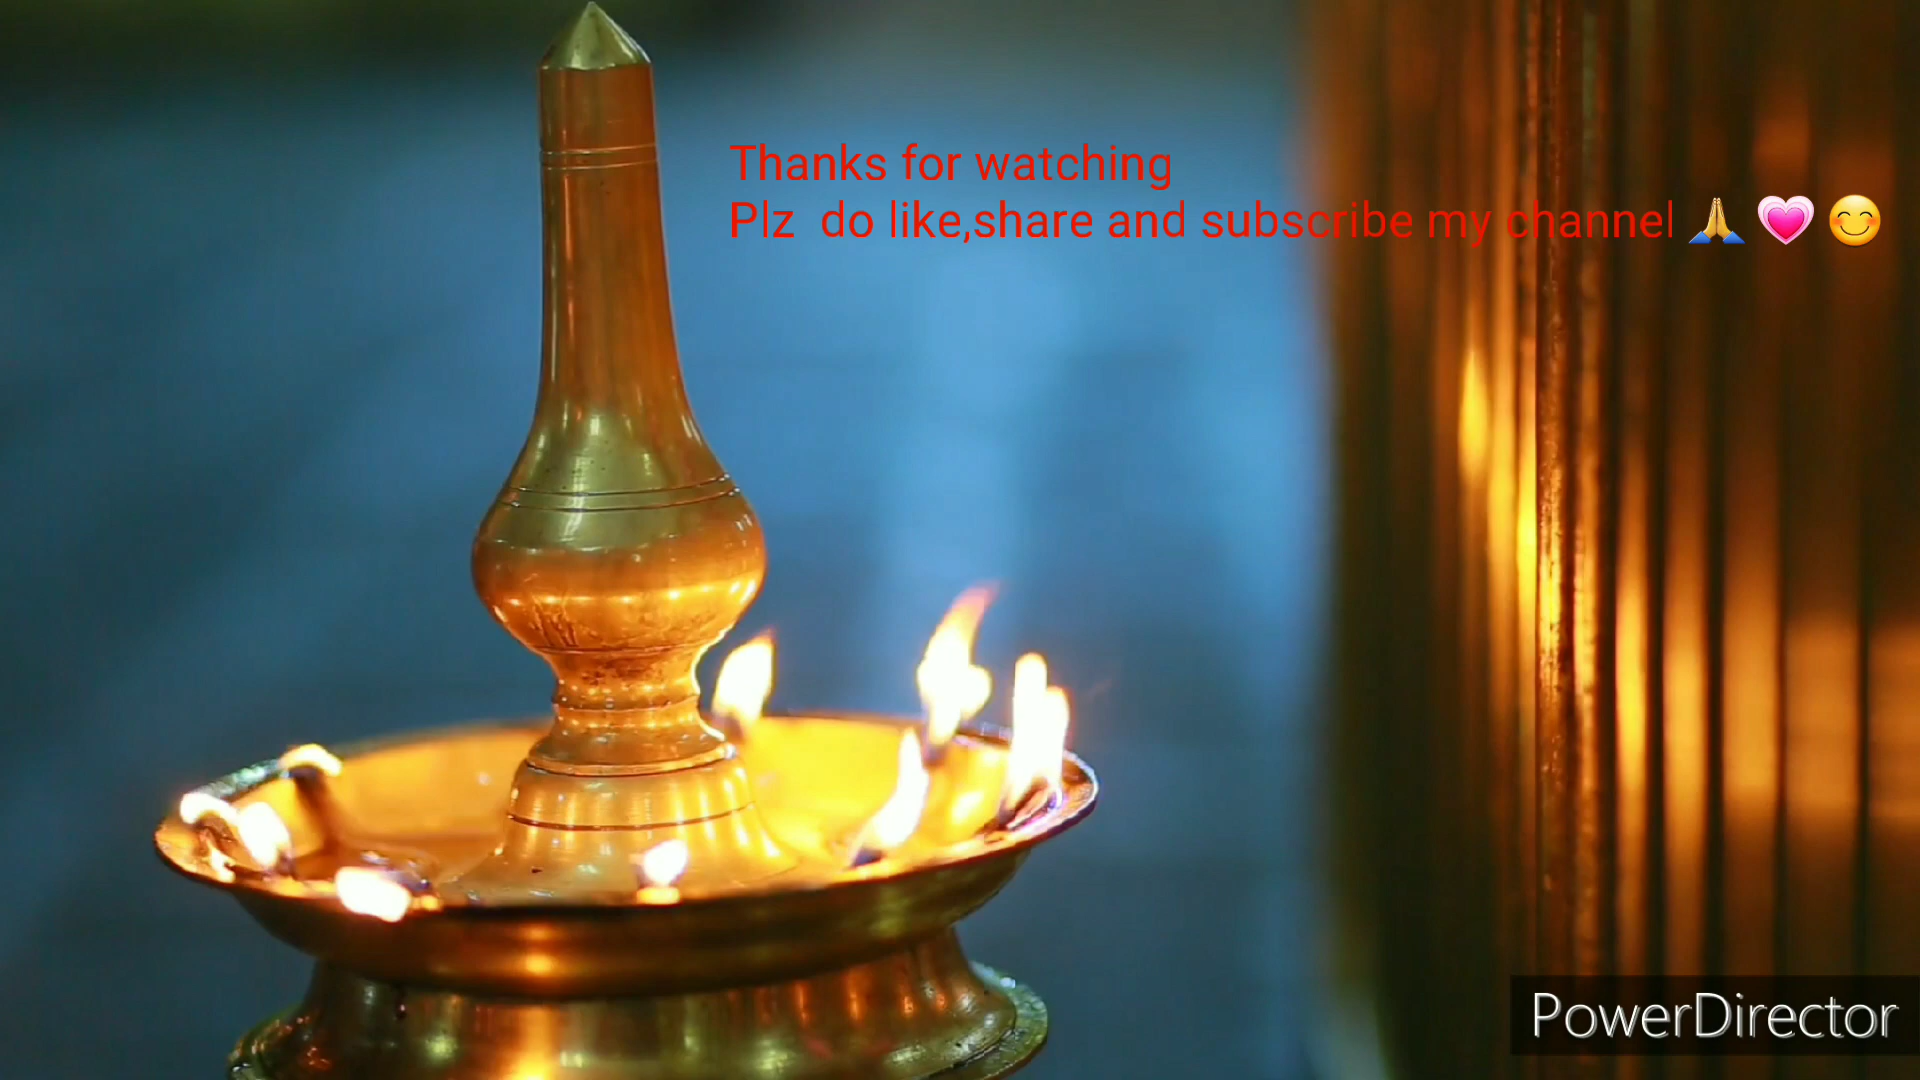 Thanks for watching
Plz  do like,share and subscribe my channel 🙏 💗 😊
PowerDirector